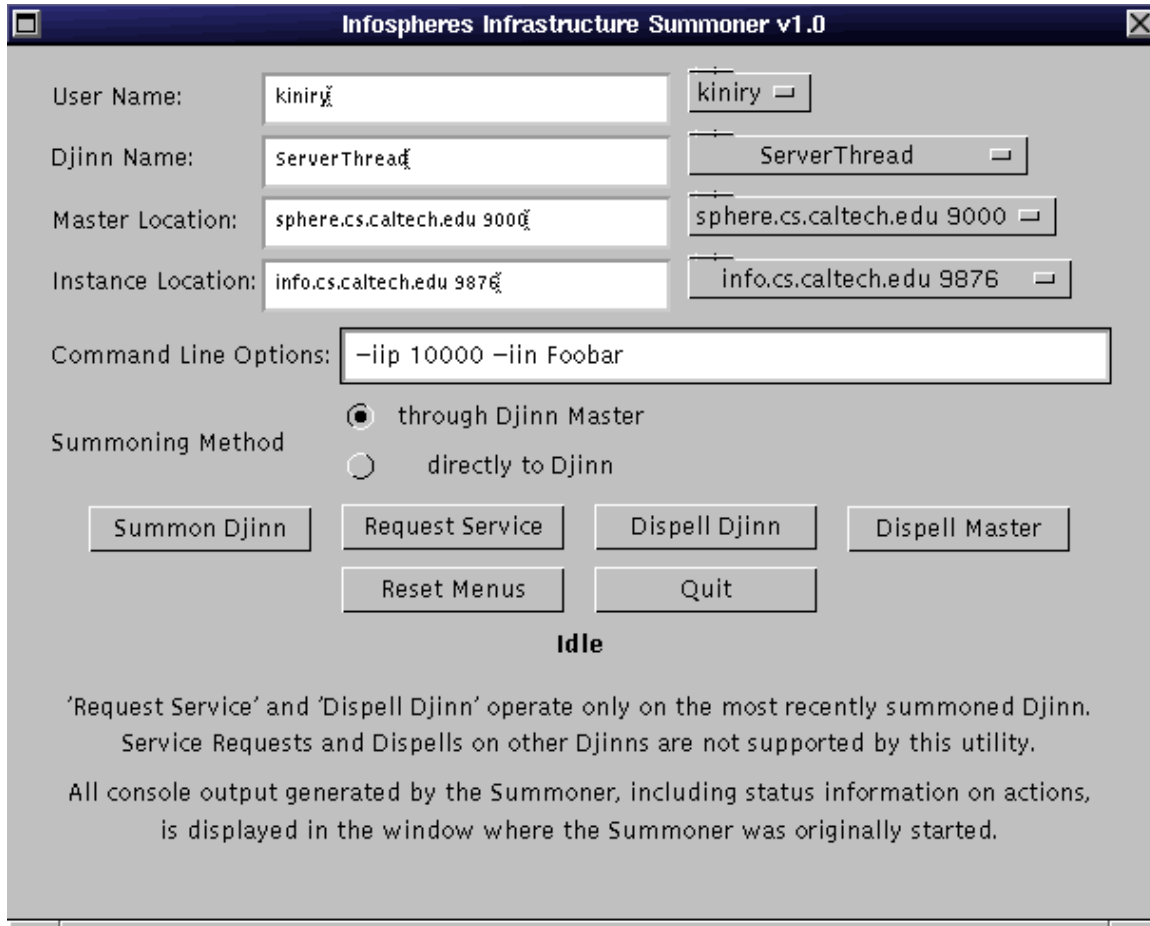 Infospheres Infrastructure Summoner v1.0
User Name: kiniry kiniry
Djinn Name: ServerThread ServerThread
Master Location: sphere.cs.caltech.edu 9000 sphere.cs.caltech.edu 9000
Instance Location: info.cs.caltech.edu 9876 info.cs.caltech.edu 9876
Command Line Options: –iip 10000 –iin Foobar
through Djinn Master
Summoning Method
directly to Djinn
Summon Djinn Request Service Dispell Djinn Dispell Master
Reset Menus Quit
Idle
'Request Service' and 'Dispell Djinn' operate only on the most recently summoned Djinn.
Service Requests and Dispells on other Djinns are not supported by this utility.
All console output generated by the Summoner, including status information on actions,
is displayed in the window where the Summoner was originally started.